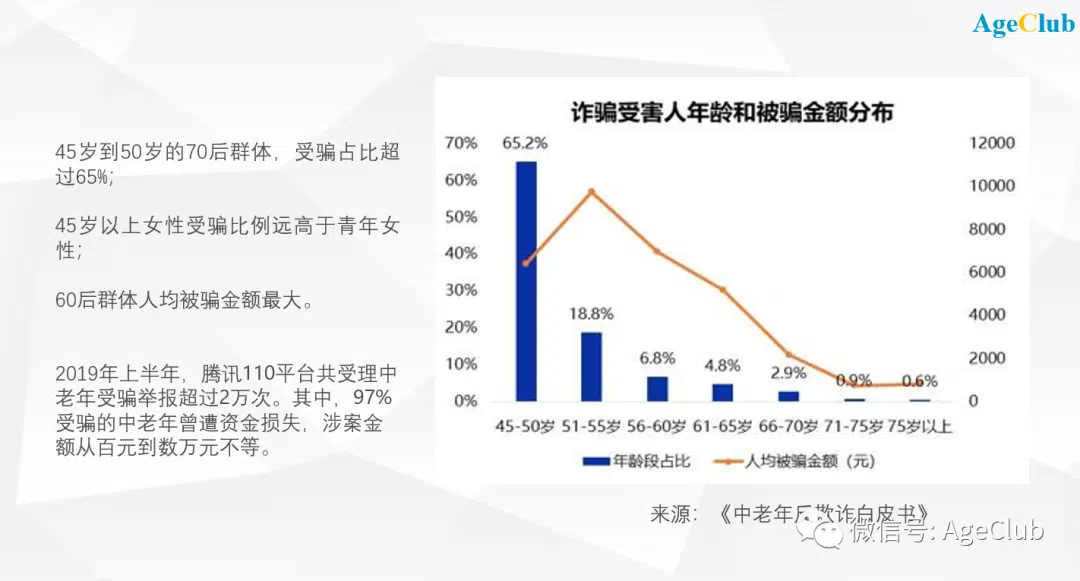 AgeClub
45岁到50岁的70后群体，受骗占比超
过65%;
45岁以上女性受骗比例远高于青年女
性;
60后群体人均被骗金额最大。
2019年上半年，腾讯110平台共受理中
老年受骗举报超过2万次。其中，97%
受骗的中老年曾遭资金损失，涉案金
额从百元到数万元不等。
诈骗受害人年龄和被骗金额分布
70%
60%
50%
40%
30%
20%
10%
0%
65.2%
18.8%
6.8%
4.8%
2.9%
0.9%
0.6%
12000
10000
8000
6000
4000
2000
0
45-50岁 51-55岁 56-60岁 61-65岁 66-70岁 71-75岁 75岁以上
年龄段占比 人均被骗金额（元）
来源：《中老年反欺诈白皮书》
微信号: AgeClub